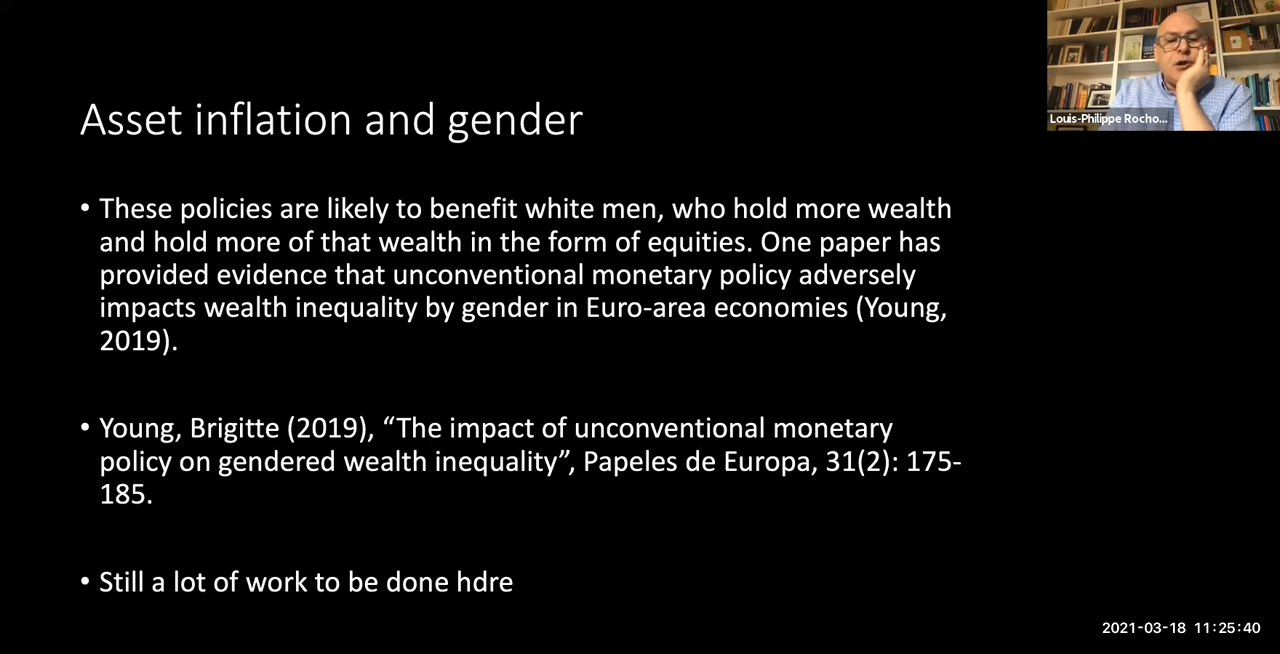 Louis-Philippe Rocho...
Asset inflation and gender
• These policies are likely to benefit white men, who hold more wealth
and hold more of that wealth in the form of equities. One paper has
provided evidence that unconventional monetary policy adversely
impacts wealth inequality by gender in Euro-area economies (Young,
2019).
• Young, Brigitte (2019), “The impact of unconventional monetary
policy on gendered wealth inequality”, Papeles de Europa, 31(2): 175-
185.
• Still a lot of work to be done hdre
2021-03-18 11:25:40